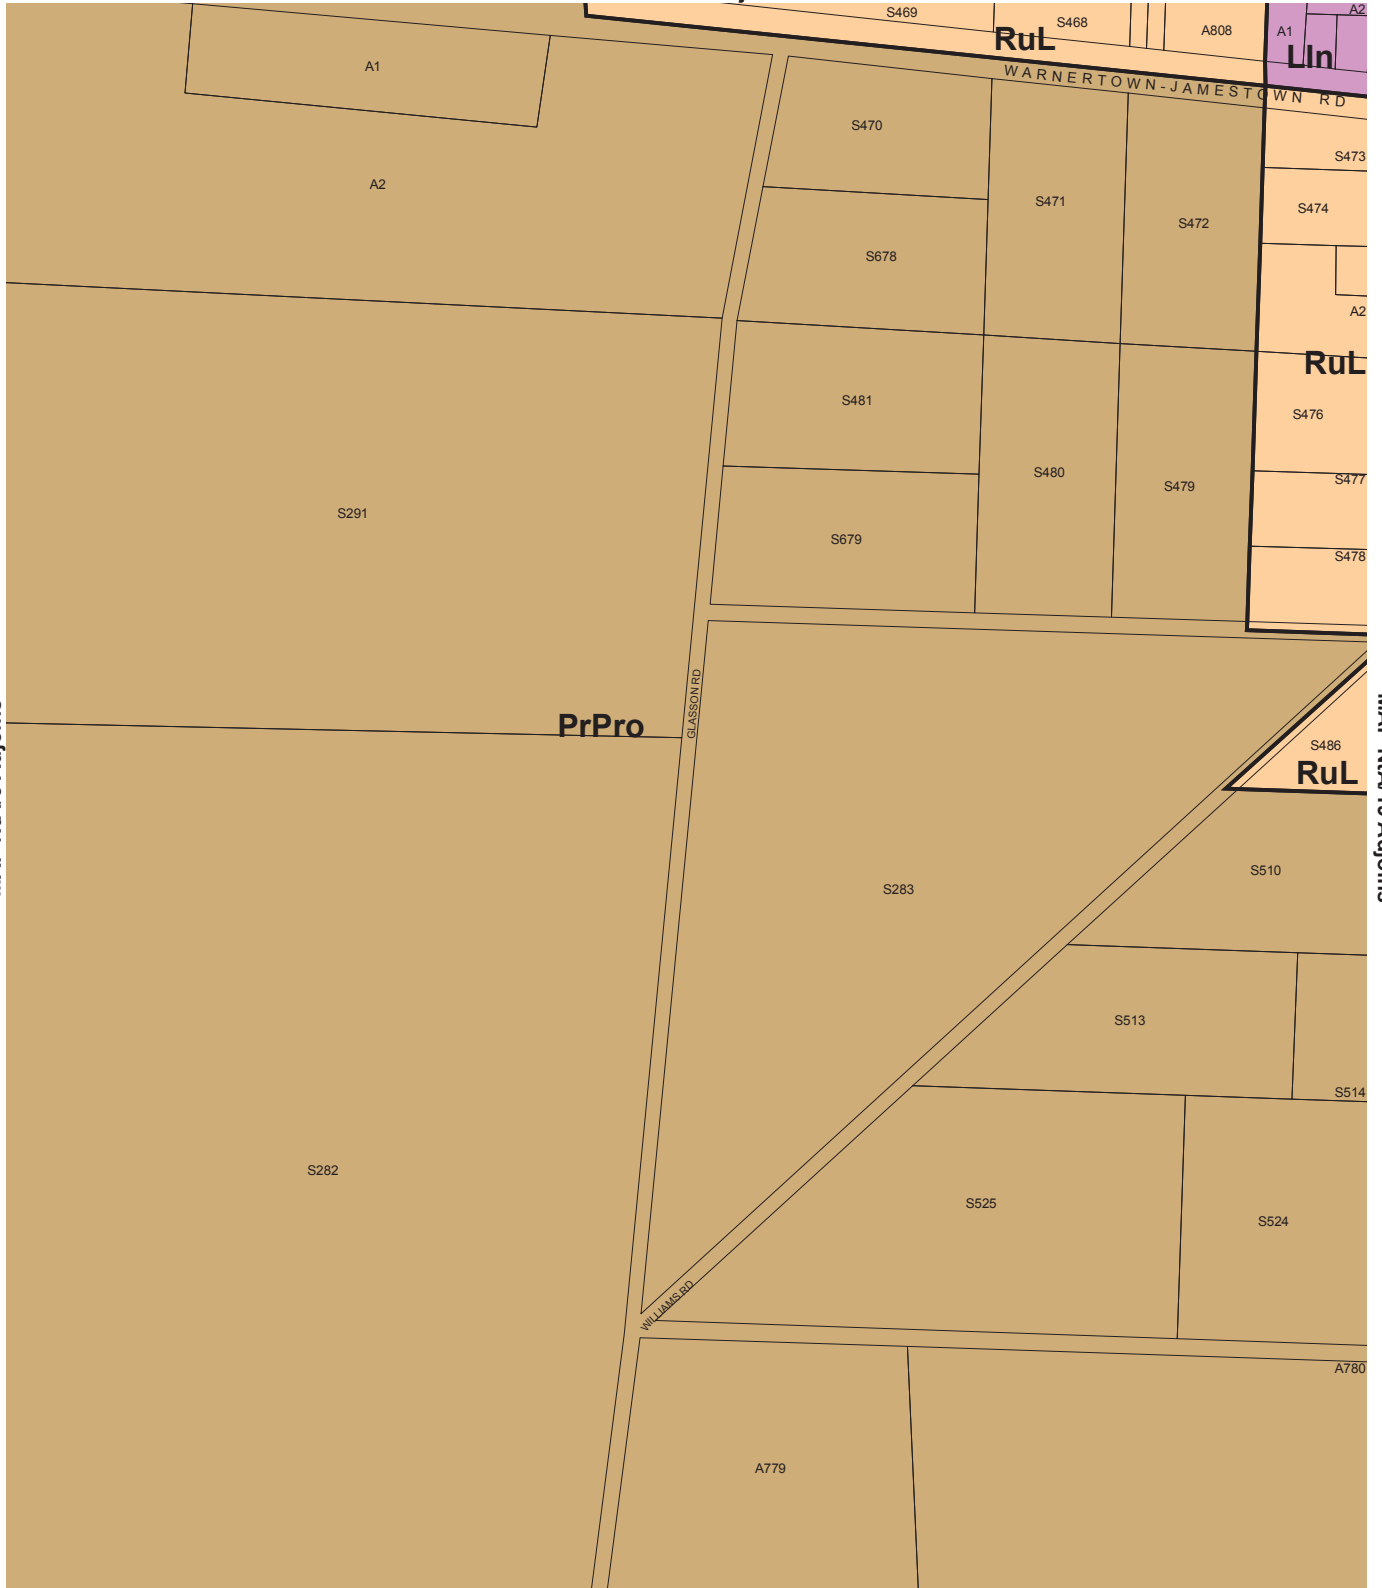 S469
S468
A808
A1
A2
RuL
LIn
A1
WARNERTOWN-JAMESTOWN RD
S470
S473
A2
S471
S474
S472
S678
A2
RuL
S481
S476
S480
S477
S479
S291
S679
S478
GLASSON RD
PrPro
S486
RuL
S510
S283
S513
S514
S282
S525
S524
WILLIAMS RD
A780
A779